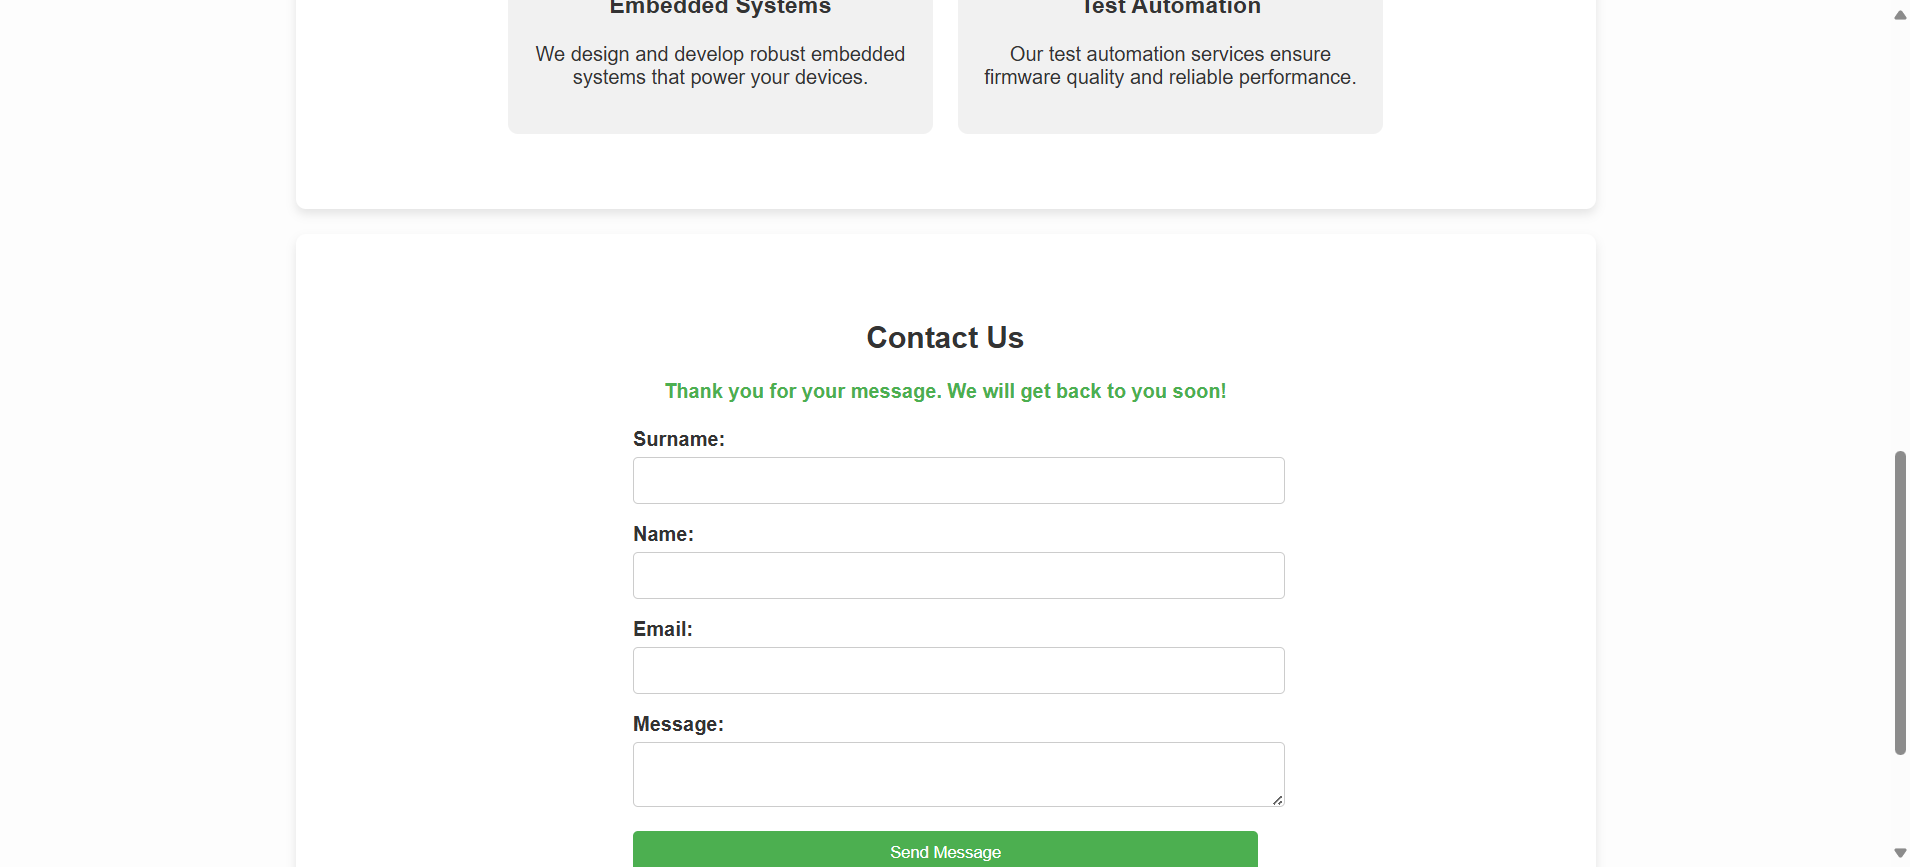 Embedded Systems
We design and develop robust embedded
systems that power your devices.
Test Automation
Our test automation services ensure
firmware quality and reliable performance.
Contact Us
Thank you for your message. We will get back to you soon!
Surname:
Name:
Email:
Message:
Send Message